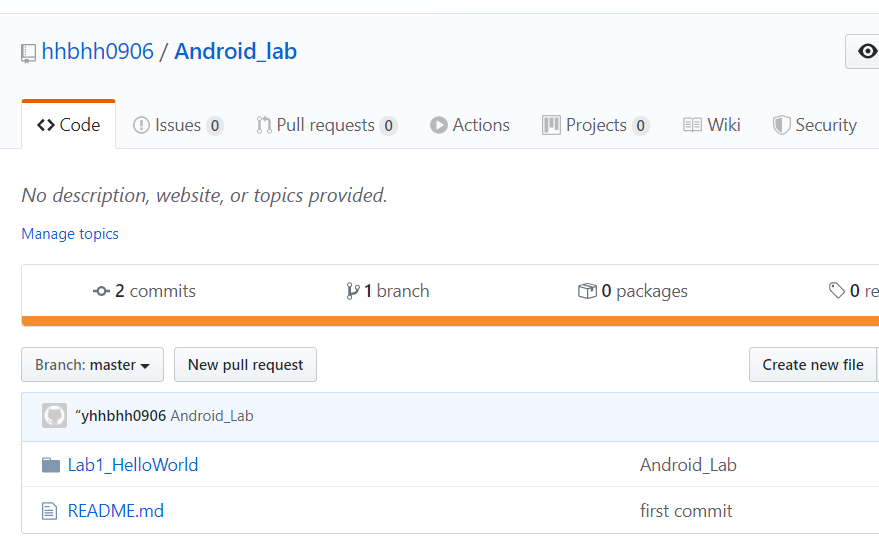 hhbhh0906 / Android_lab
Code Issues 0 Pull requests 0 Actions Projects 0 Wiki Security
No description, website, or topics provided.
Manage topics
2 commits 1 branch 0 packages 0 re
Branch: master New pull request Create new file
“yhhbhh0906 Android_Lab
Lab1_HelloWorld Android_Lab
README.md first commit